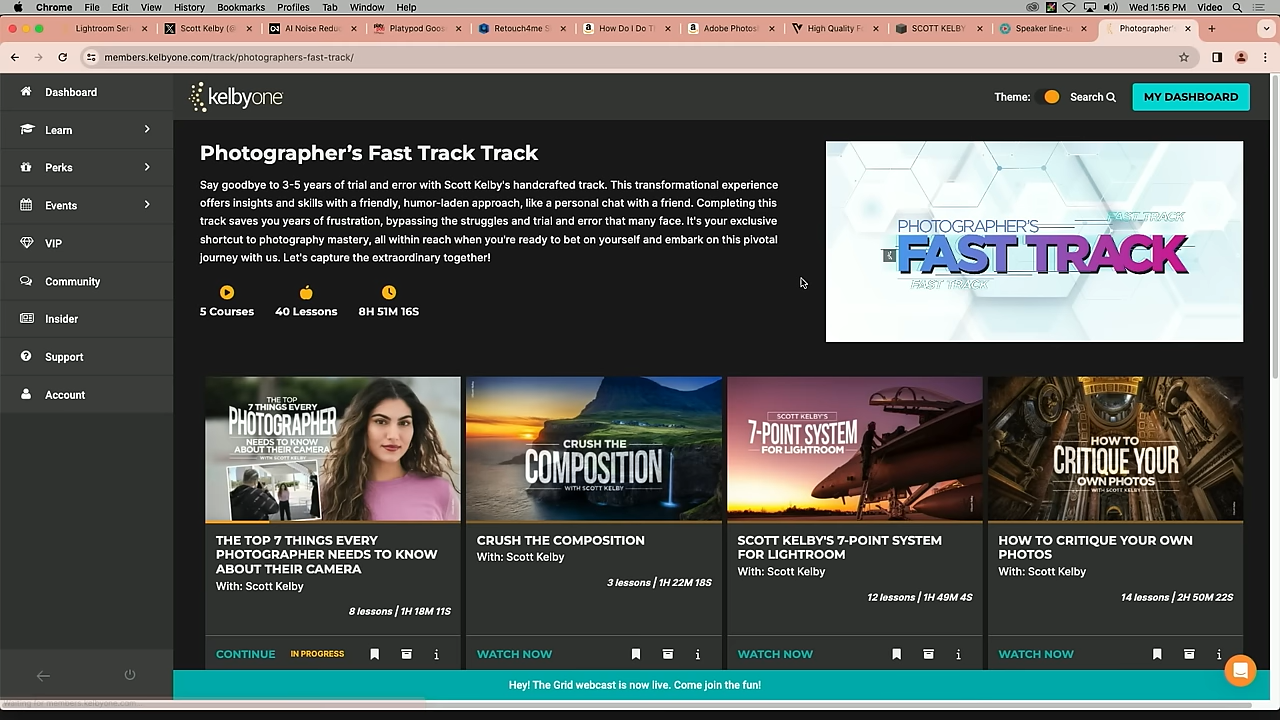 Chrome File Edit View History Bookmarks Profiles Tab Window Help Wed 1:56 PM Video
Lightroom Seri Scott Kelby (@ AI Noise Redu Platypod Goos Retouch4me S How Do I Do T Adobe Photosh High Quality F SCOTT KELBY Speaker line-u Photographer'
members.kelbyone.com/track/photographers-fast-track/
Dashboard
Learn
Perks
Events
VIP
Community
Insider
Support
Account
kelbyone
Theme: Search MY DASHBOARD
Photographer's Fast Track Track
Say goodbye to 3-5 years of trial and error with Scott Kelby's handcrafted track. This transformational experience
offers insights and skills with a friendly, humor-laden approach, like a personal chat with a friend. Completing this
track saves you years of frustration, bypassing the struggles and trial and error that many face. It's your exclusive
shortcut to photography mastery, all within reach when you're ready to bet on yourself and embark on this pivotal
journey with us. Let's capture the extraordinary together!
5 Courses 40 Lessons 8H 51M 16S
FAST TRACK
PHOTOGRAPHER'S
FAST TRACK
FAST TRACK
THE TOP
7 THINGS EVERY
PHOTOGRAPHER
NEEDS TO KNOW
ABOUT THEIR CAMERA
WITH SCOTT KELBY
THE TOP 7 THINGS EVERY
PHOTOGRAPHER NEEDS TO KNOW
ABOUT THEIR CAMERA
With: Scott Kelby
8 lessons | 1H 18M 11S
CONTINUE IN PROGRESS
CRUSH THE
COMPOSITION
WITH SCOTT KELBY
CRUSH THE COMPOSITION
With: Scott Kelby
3 lessons | 1H 22M 18S
WATCH NOW
SCOTT KELBY'S
7-POINT SYSTEM
FOR LIGHTROOM
SCOTT KELBY'S 7-POINT SYSTEM
FOR LIGHTROOM
With: Scott Kelby
12 lessons | 1H 49M 4S
WATCH NOW
HOW TO
CRITIQUE YOUR
OWN PHOTOS
WITH SCOTT KELBY
HOW TO CRITIQUE YOUR OWN
PHOTOS
With: Scott Kelby
14 lessons | 2H 50M 22S
WATCH NOW
Hey! The Grid webcast is now live. Come join the fun!
Waiting for members.kelbyone.com...